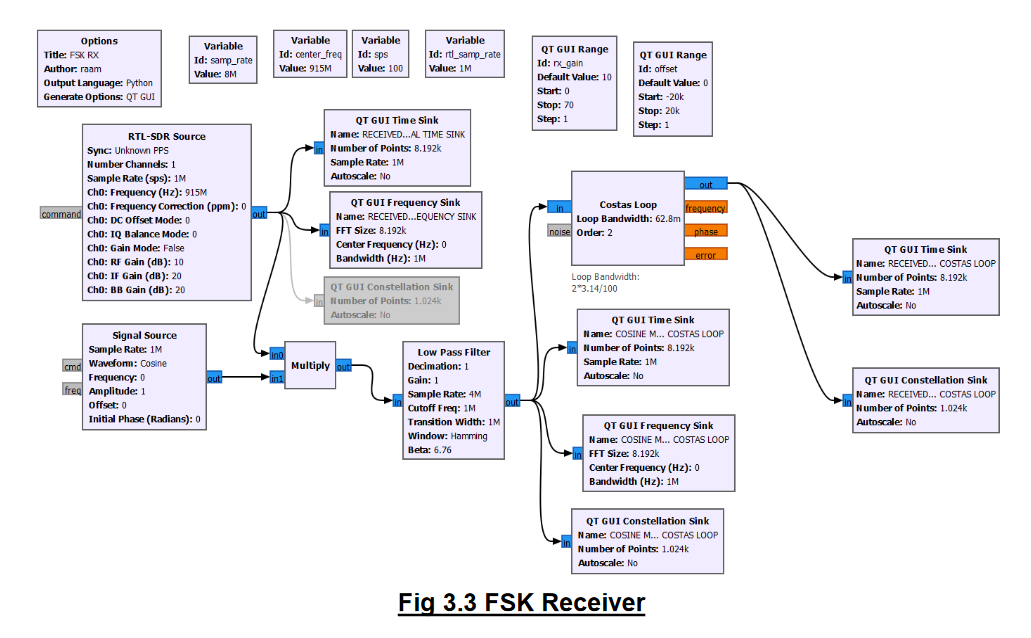 Options
Title: FSK RX
Author: raam
Output Language: Python
Generate Options: QT GUI
Variable
Id: samp_rate
Value: 8M
Variable
Id: center_freq
Value: 915M
Variable
Id: sps
Value: 100
Variable
Id: rtl_samp_rate
Value: 1M
QT GUI Range
Id: rx_gain
Default Value: 10
Start: 0
Stop: 70
Step: 1
QT GUI Range
Id: offset
Default Value: 0
Start: -20k
Stop: 20k
Step: 1
RTL-SDR Source
Sync: Unknown PPS
Number Channels: 1
Sample Rate (sps): 1M
Ch0: Frequency (Hz): 915M
Ch0: Frequency Correction (ppm): 0
Ch0: DC Offset Mode: 0
Ch0: IQ Balance Mode: 0
Ch0: Gain Mode: False
Ch0: RF Gain (dB): 10
Ch0: IF Gain (dB): 20
Ch0: BB Gain (dB): 20
command
out
in
QT GUI Time Sink
Name: RECEIVED...AL TIME SINK
Number of Points: 8.192k
Sample Rate: 1M
Autoscale: No
in
QT GUI Frequency Sink
Name: RECEIVED...EQUENCY SINK
FFT Size: 8.192k
Center Frequency (Hz): 0
Bandwidth (Hz): 1M
in
QT GUI Constellation Sink
Number of Points: 1.024k
Autoscale: No
Signal Source
Sample Rate: 1M
Waveform: Cosine
Frequency: 0
Amplitude: 1
Offset: 0
Initial Phase (Radians): 0
cmd
freq
out
in0
in1
Multiply
out
in
Low Pass Filter
Decimation: 1
Gain: 1
Sample Rate: 4M
Cutoff Freq: 1M
Transition Width: 1M
Window: Hamming
Beta: 6.76
out
in
noise
Costas Loop
Loop Bandwidth: 62.8m
Order: 2
out
frequency
phase
error
Loop Bandwidth:
2*3.14/100
in
QT GUI Time Sink
Name: COSINE M... COSTAS LOOP
Number of Points: 8.192k
Sample Rate: 1M
Autoscale: No
in
QT GUI Frequency Sink
Name: COSINE M... COSTAS LOOP
FFT Size: 8.192k
Center Frequency (Hz): 0
Bandwidth (Hz): 1M
in
QT GUI Constellation Sink
Name: COSINE M... COSTAS LOOP
Number of Points: 1.024k
Autoscale: No
in
QT GUI Time Sink
Name: RECEIVED... COSTAS LOOP
Number of Points: 8.192k
Sample Rate: 1M
Autoscale: No
in
QT GUI Constellation Sink
Name: RECEIVED... COSTAS LOOP
Number of Points: 1.024k
Autoscale: No
Fig 3.3 FSK Receiver